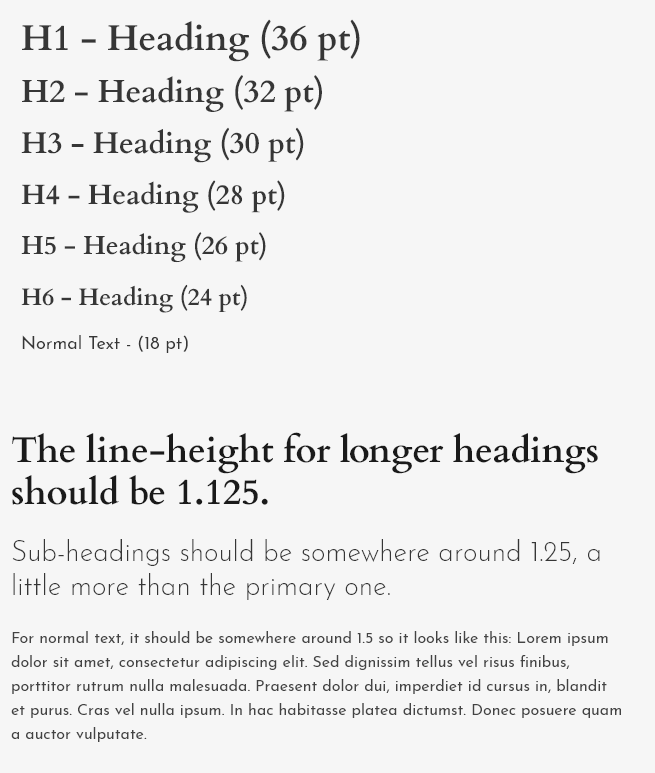 H1 - Heading (36 pt)
H2 - Heading (32 pt)
H3 - Heading (30 pt)
H4 - Heading (28 pt)
H5 - Heading (26 pt)
H6 - Heading (24 pt)
Normal Text - (18 pt)
The line-height for longer headings
should be 1.125.
Sub-headings should be somewhere around 1.25, a
little more than the primary one.
For normal text, it should be somewhere around 1.5 so it looks like this: Lorem ipsum
dolor sit amet, consectetur adipiscing elit. Sed dignissim tellus vel risus finibus,
porttitor rutrum nulla malesuada. Praesent dolor dui, imperdiet id cursus in, blandit
et purus. Cras vel nulla ipsum. In hac habitasse platea dictumst. Donec posuere quam
a auctor vulputate.